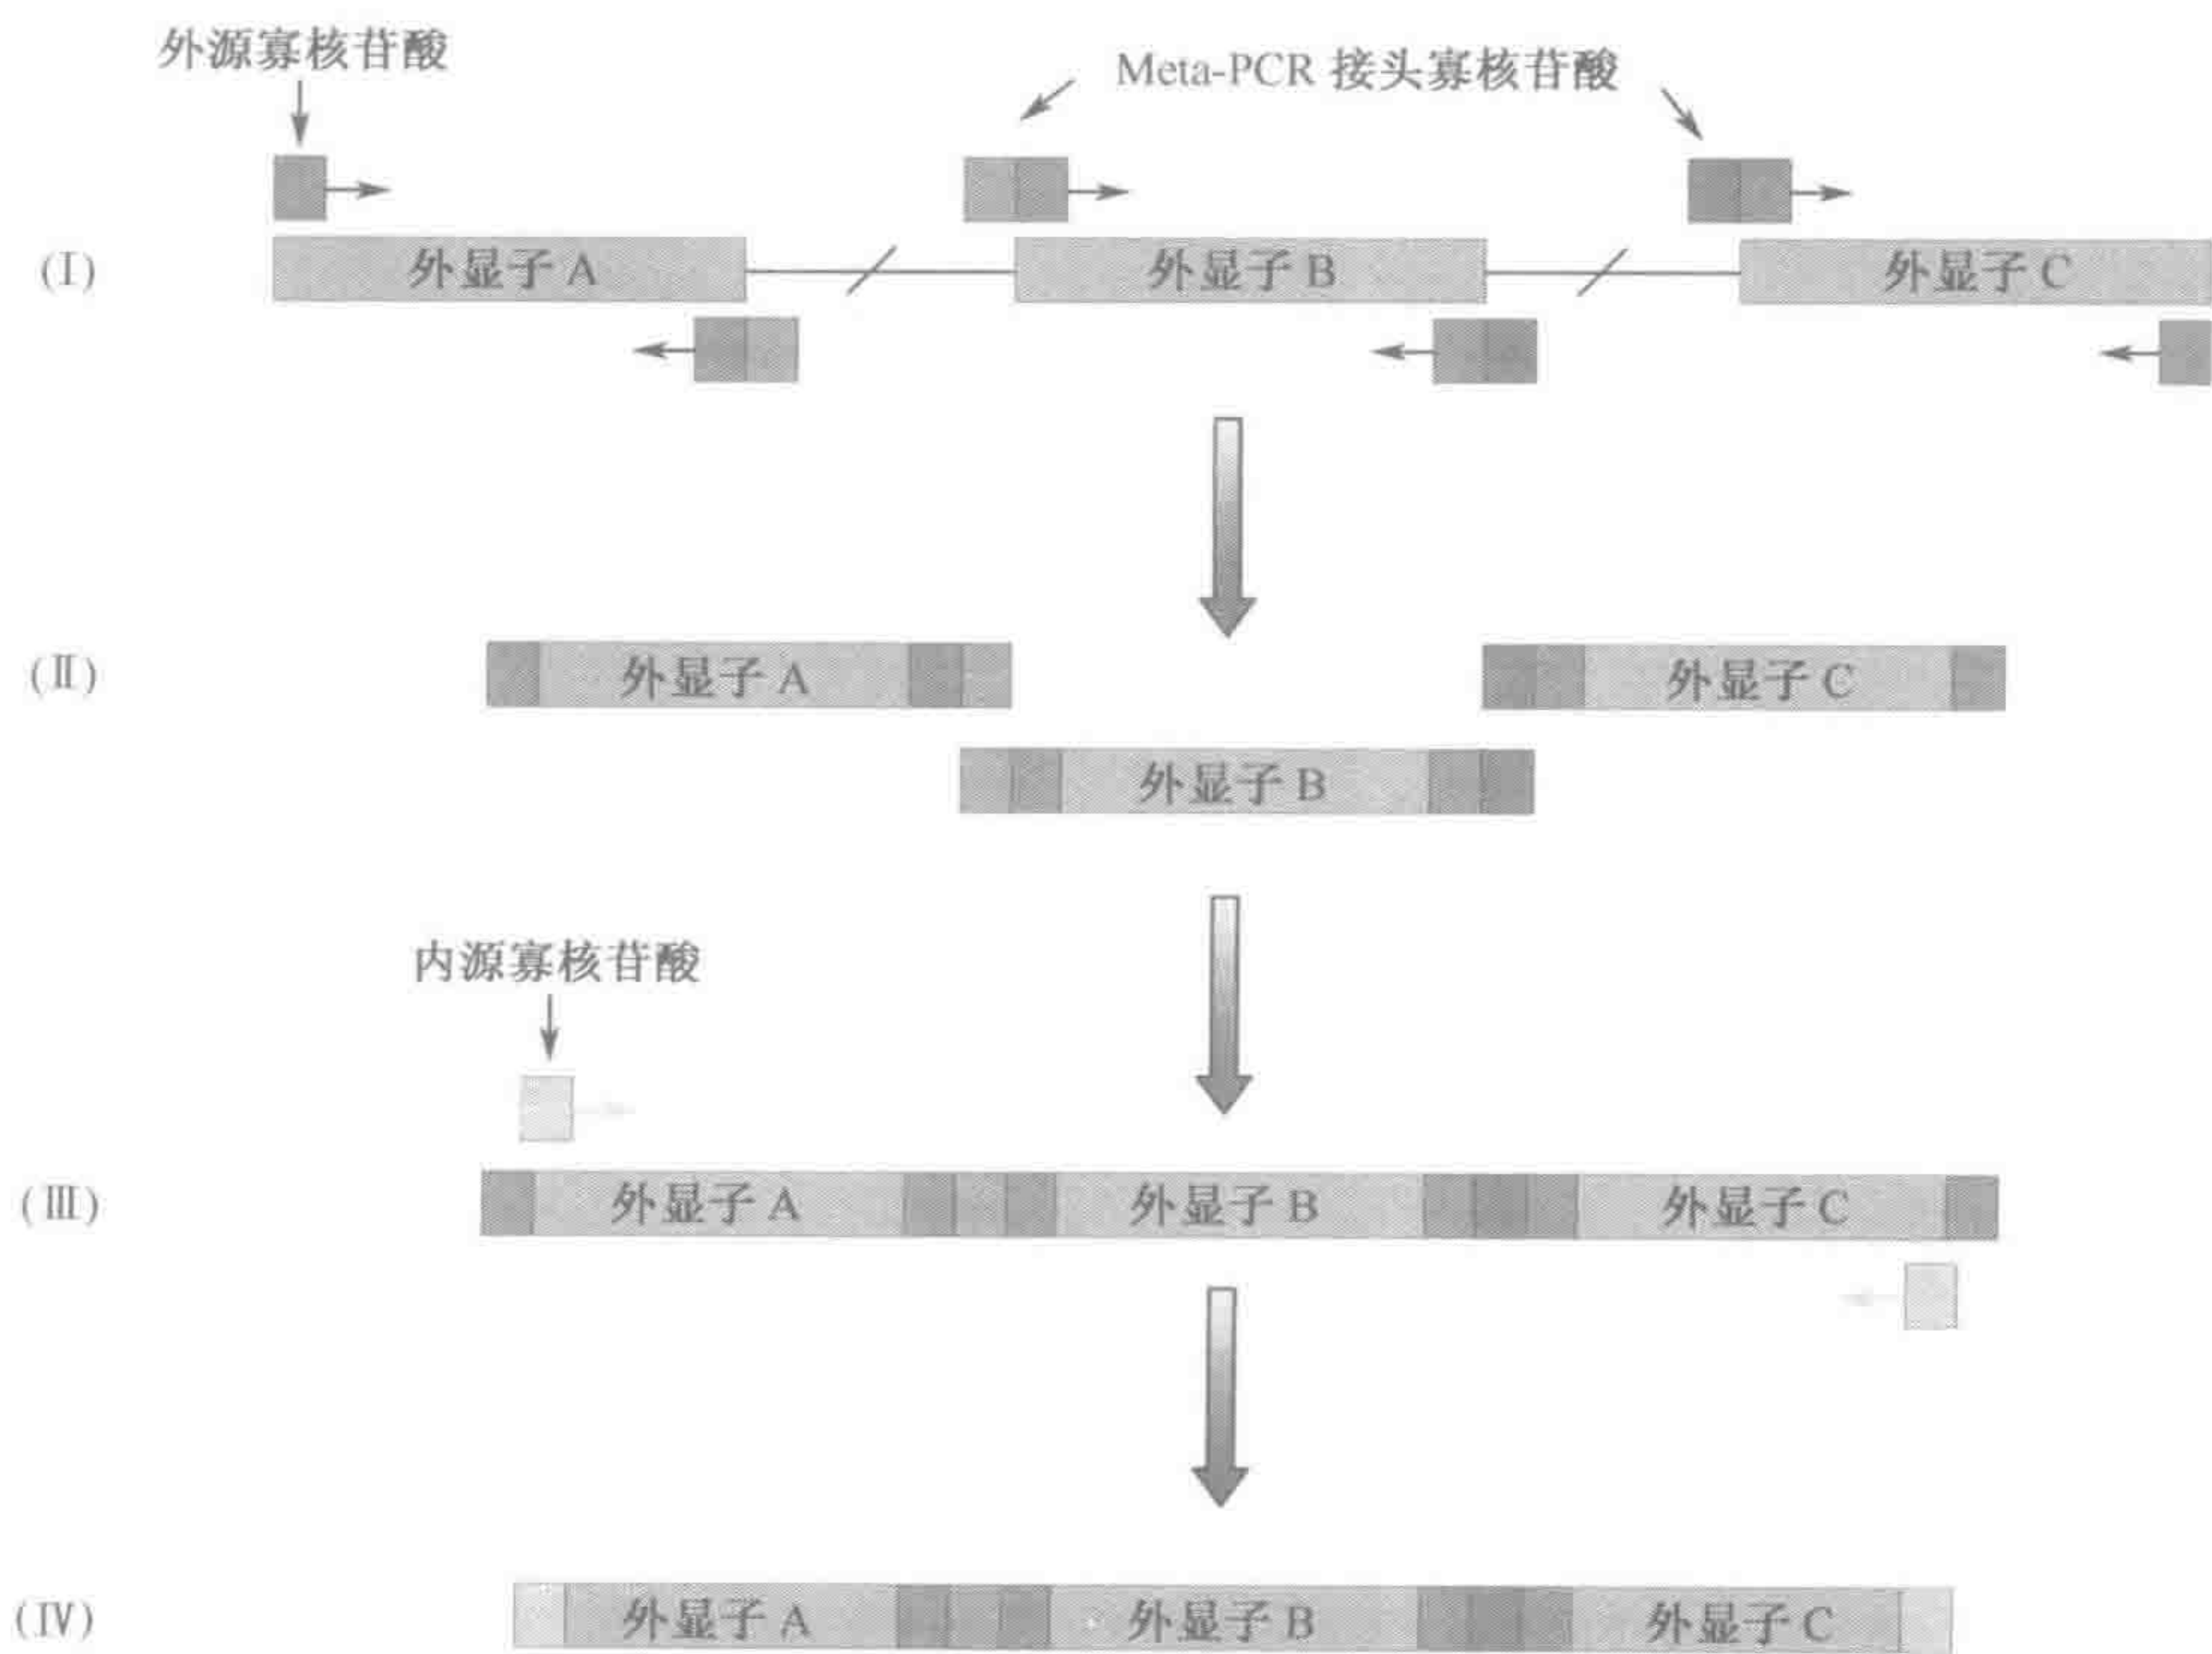 外源寡核苷酸
Meta-PCR 接头寡核苷酸
(Ⅰ)
外显子 A
外显子 B
外显子 C
(Ⅱ)
外显子 A
外显子 C
外显子 B
内源寡核苷酸
(Ⅲ)
外显子 A
外显子 B
外显子 C
(Ⅳ)
外显子 A
外显子 B
外显子 C